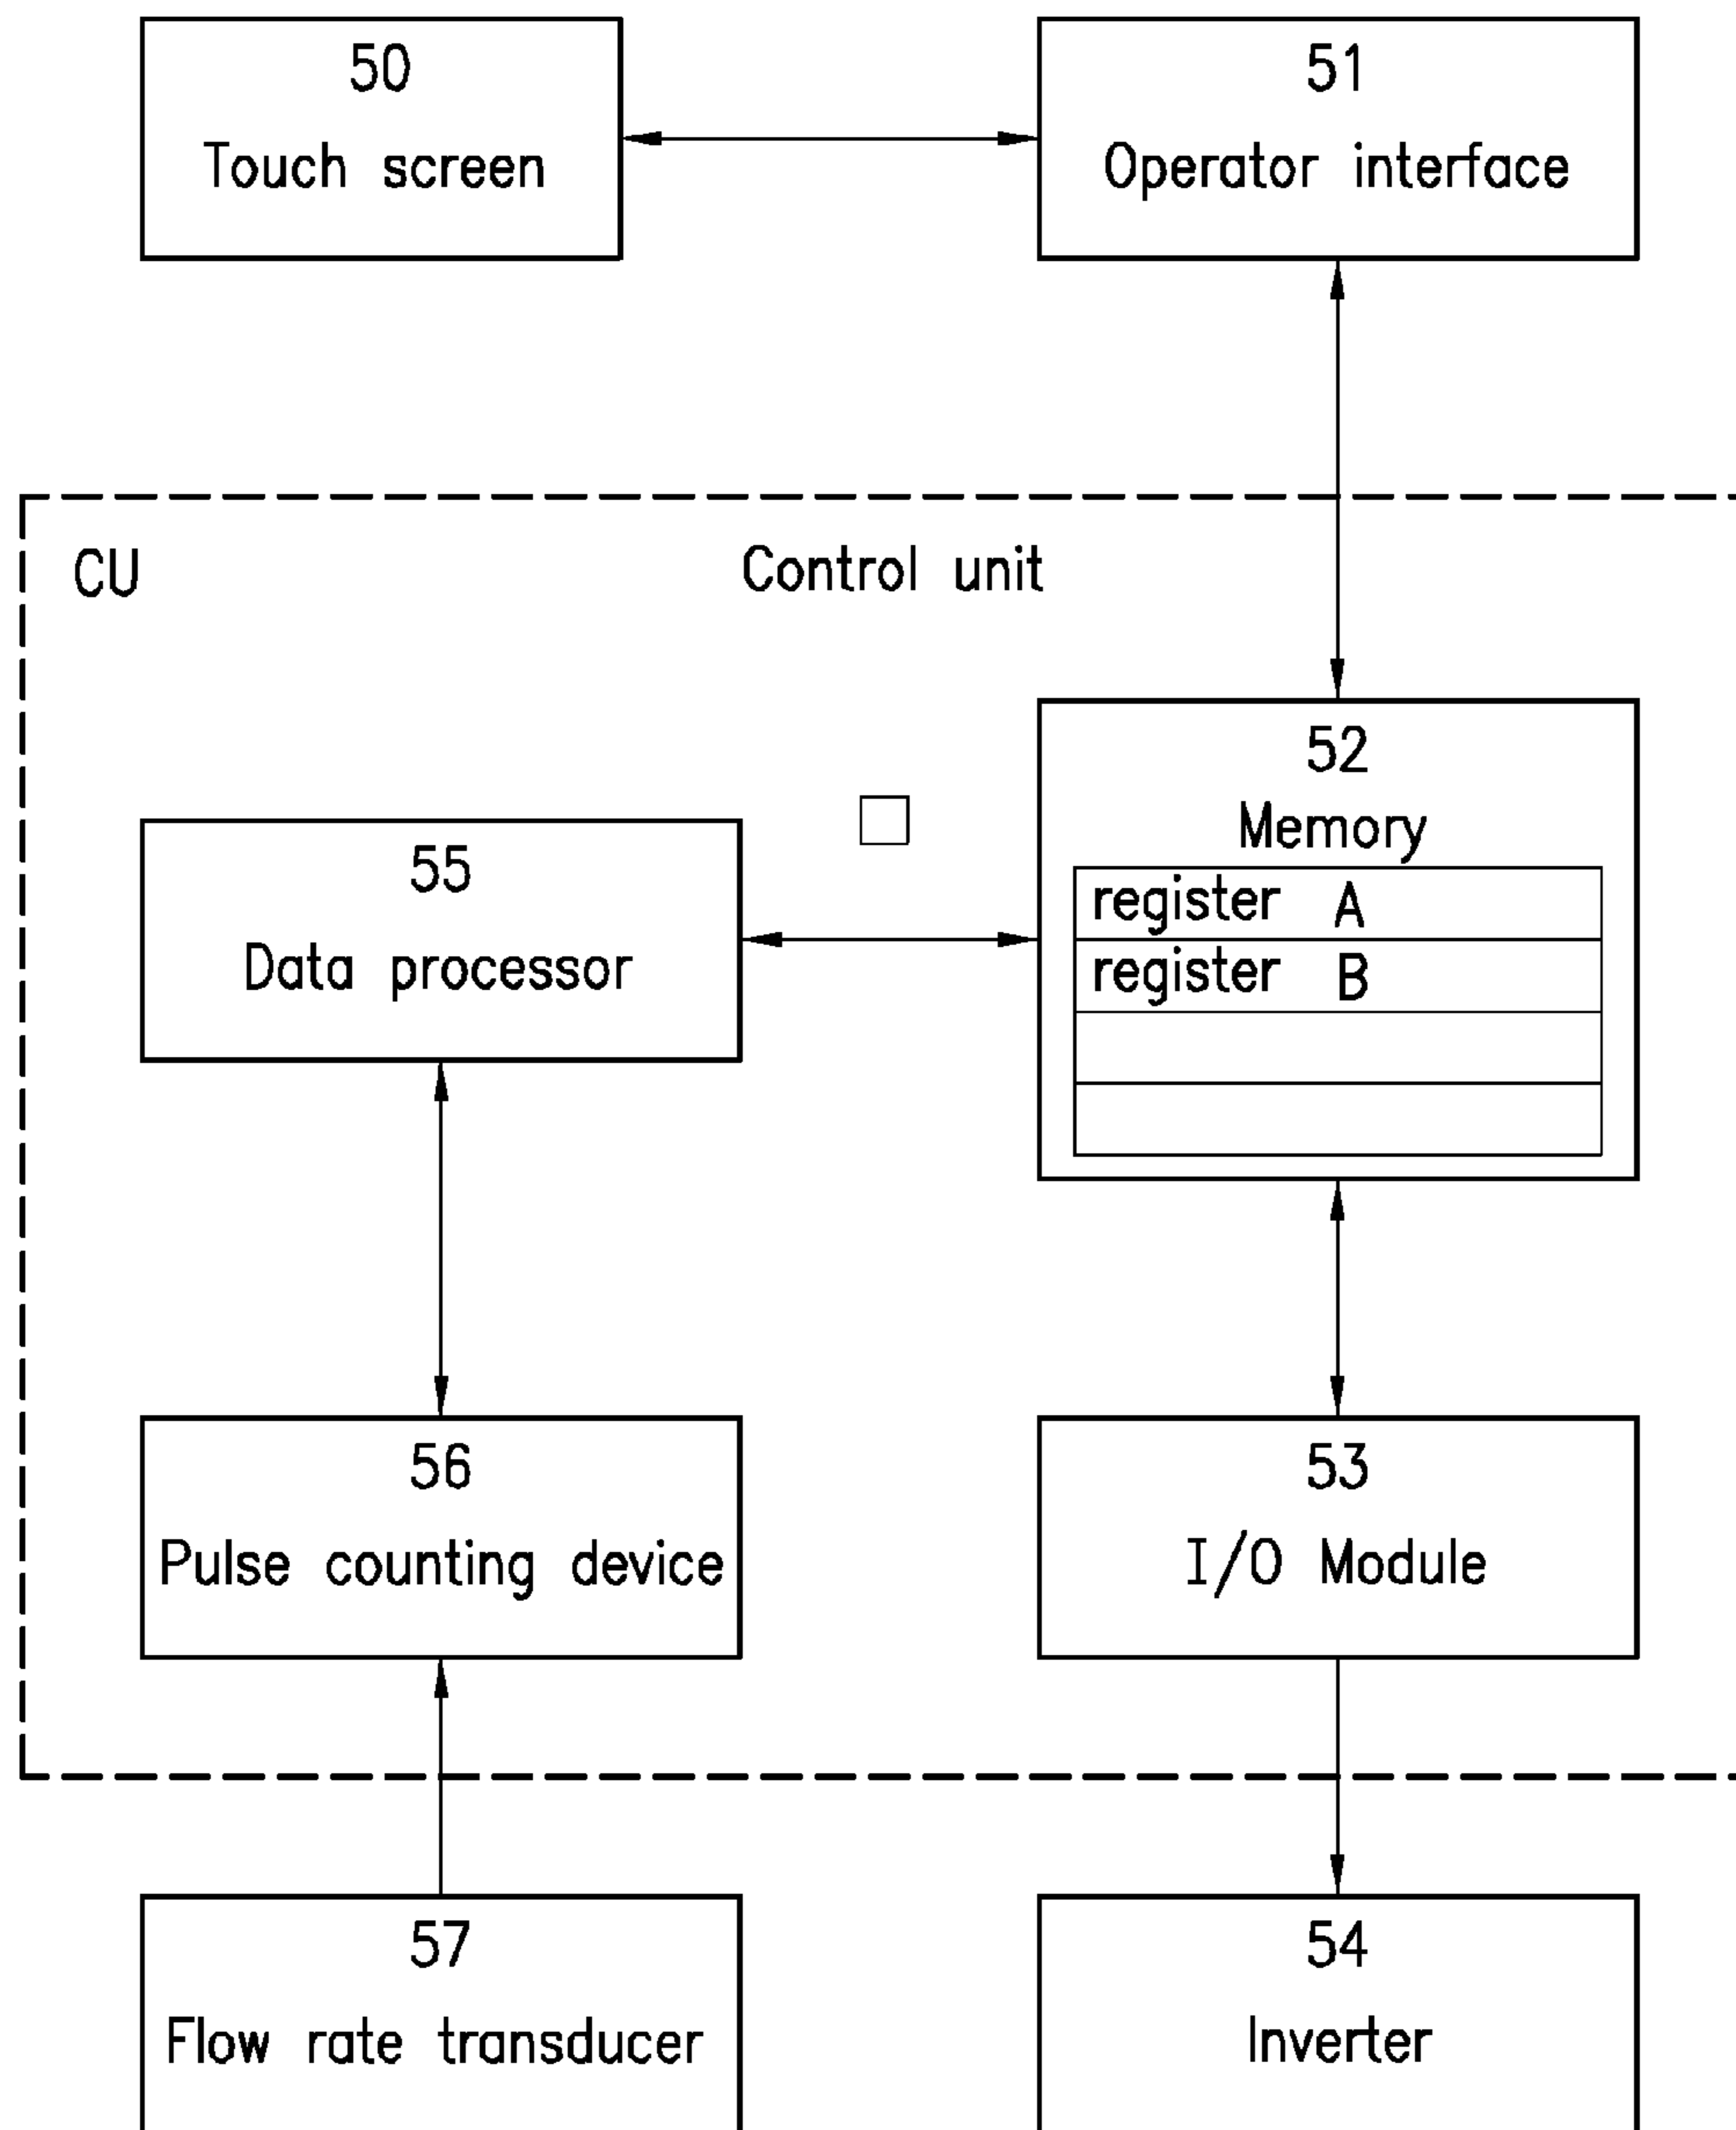 50
Touch screen
51
Operator interface
CU
Control unit
52
Memory
register A
register B
55
Data processor
56
Pulse counting device
53
I/O Module
57
Flow rate transducer
54
Inverter